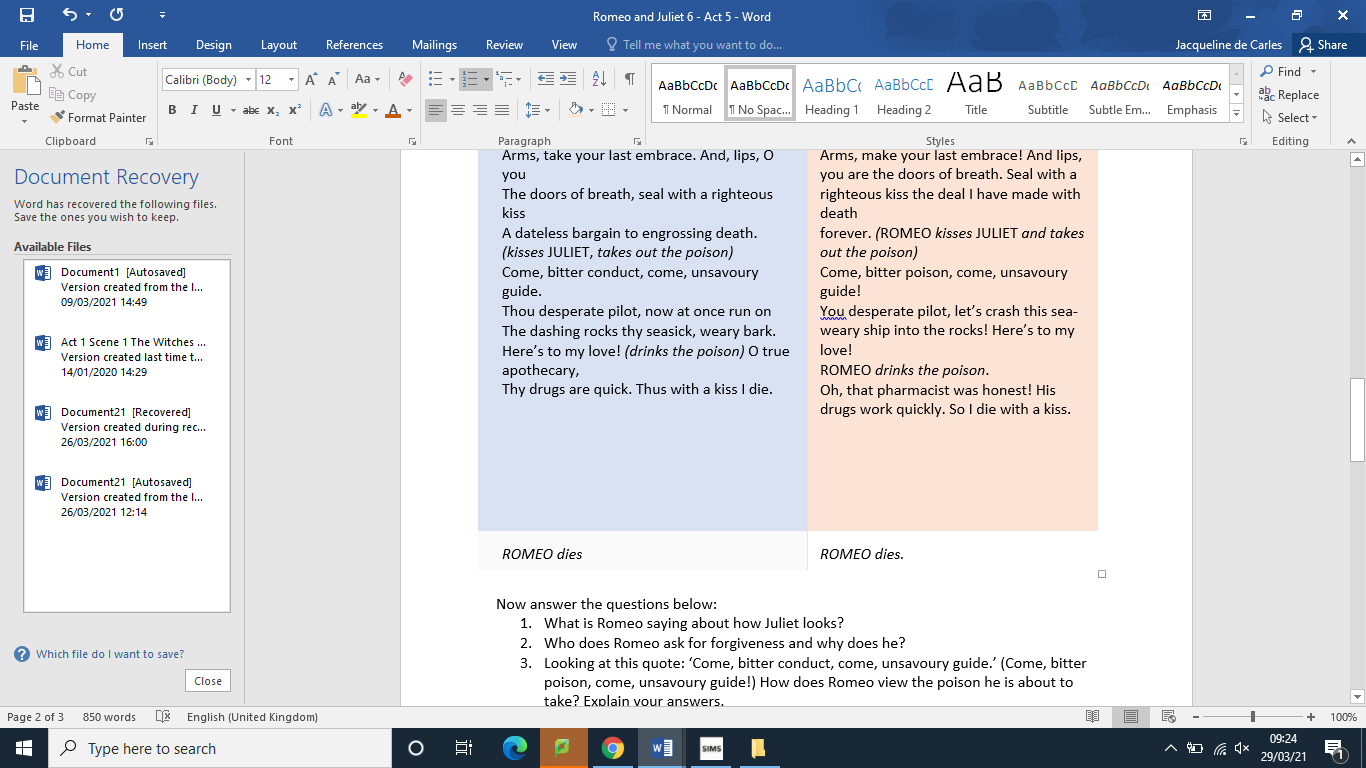 Romeo and Juliet 6 - Act 5 - Word
File Home Insert Design Layout References Mailings Review View Tell me what you want to do... Jacqueline de Carles Share
Paste
Cut
Copy
Format Painter
Calibri (Body) 12
AaBbCcDc AaBbCcDc AaBbCc AaBbCcD AaB AaBbCcD AaBbCcDt AaBbCcDt
¶ Normal ¶ No Spac... Heading 1 Heading 2 Title Subtitle Subtle Em... Emphasis
Find
Replace
Select
Clipboard Font Paragraph Styles Editing
Document Recovery
Word has recovered the following files.
Save the ones you wish to keep.
Available Files
Document1 [Autosaved]
Version created from the l...
09/03/2021 14:49
Act 1 Scene 1 The Witches ...
Version created last time t...
14/01/2020 14:29
Document21 [Recovered]
Version created during rec...
26/03/2021 16:00
Document21 [Autosaved]
Version created from the l...
26/03/2021 12:14
Which file do I want to save?
Close
Arms, take your last embrace. And, lips, O
you
The doors of breath, seal with a righteous
kiss
A dateless bargain to engrossing death.
(kisses JULIET, takes out the poison)
Come, bitter conduct, come, unsavoury
guide.
Thou desperate pilot, now at once run on
The dashing rocks thy seasick, weary bark.
Here’s to my love! (drinks the poison) O true
apothecary,
Thy drugs are quick. Thus with a kiss I die.
Arms, make your last embrace! And lips,
you are the doors of breath. Seal with a
righteous kiss the deal I have made with
death
forever. (ROMEO kisses JULIET and takes
out the poison)
Come, bitter poison, come, unsavoury
guide!
You desperate pilot, let’s crash this sea-
weary ship into the rocks! Here’s to my
love!
ROMEO drinks the poison.
Oh, that pharmacist was honest! His
drugs work quickly. So I die with a kiss.
ROMEO dies
ROMEO dies.
Now answer the questions below:
1. What is Romeo saying about how Juliet looks?
2. Who does Romeo ask for forgiveness and why does he?
3. Looking at this quote: ‘Come, bitter conduct, come, unsavoury guide.’ (Come, bitter
poison, come, unsavoury guide!) How does Romeo view the poison he is about to
take? Explain your answers.
Page 2 of 3 850 words English (United Kingdom) 100%
Type here to search
SIMS
09:24
29/03/21
1